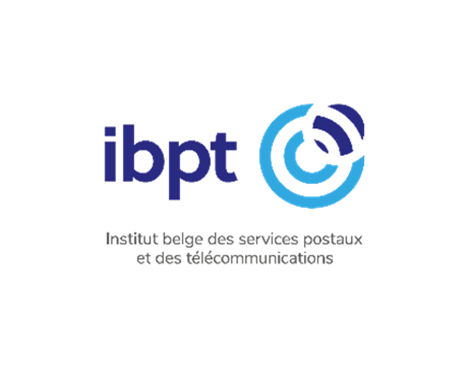 ibpt
Institut belge des services postaux
et des télécommunications